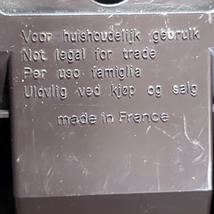 Voor huishoudelijk gebruik
Not legal for trade
Per uso famiglia
Ulovlig ved kjøp og salg
made in France